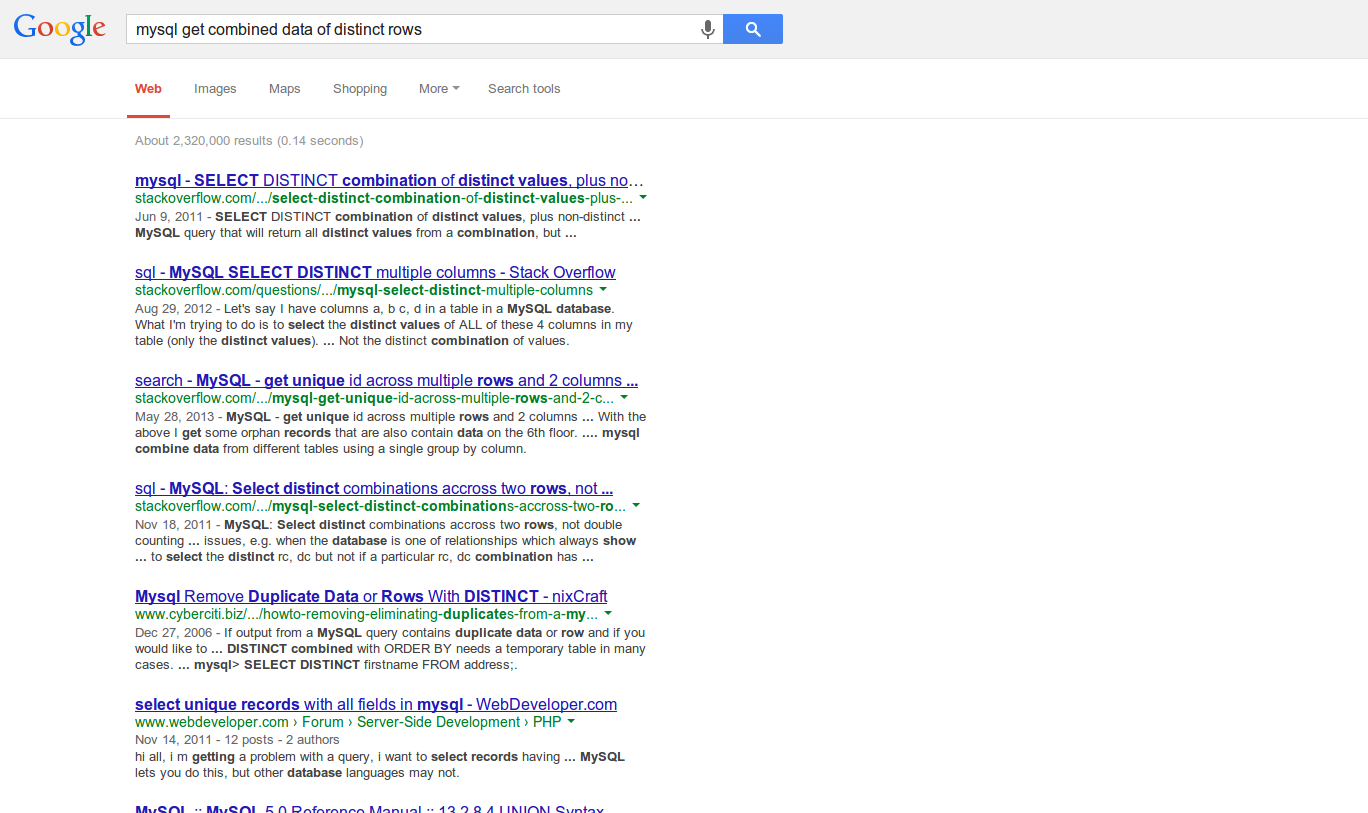 Google
mysql get combined data of distinct rows
Web Images Maps Shopping More Search tools
About 2,320,000 results (0.14 seconds)
mysql - SELECT DISTINCT combination of distinct values, plus no…
stackoverflow.com/.../select-distinct-combination-of-distinct-values-plus-...
Jun 9, 2011 - SELECT DISTINCT combination of distinct values, plus non-distinct ...
MySQL query that will return all distinct values from a combination, but ...
sql - MySQL SELECT DISTINCT multiple columns - Stack Overflow
stackoverflow.com/questions/.../mysql-select-distinct-multiple-columns
Aug 29, 2012 - Let's say I have columns a, b c, d in a table in a MySQL database.
What I'm trying to do is to select the distinct values of ALL of these 4 columns in my
table (only the distinct values). ... Not the distinct combination of values.
search - MySQL - get unique id across multiple rows and 2 columns ...
stackoverflow.com/.../mysql-get-unique-id-across-multiple-rows-and-2-c...
May 28, 2013 - MySQL - get unique id across multiple rows and 2 columns ... With the
above I get some orphan records that are also contain data on the 6th floor. .... mysql
combine data from different tables using a single group by column.
sql - MySQL: Select distinct combinations accross two rows, not ...
stackoverflow.com/.../mysql-select-distinct-combinations-accross-two-ro...
Nov 18, 2011 - MySQL: Select distinct combinations accross two rows, not double
counting ... issues, e.g. when the database is one of relationships which always show
... to select the distinct rc, dc but not if a particular rc, dc combination has ...
Mysql Remove Duplicate Data or Rows With DISTINCT - nixCraft
www.cyberciti.biz/.../howto-removing-eliminating-duplicates-from-a-my...
Dec 27, 2006 - If output from a MySQL query contains duplicate data or row and if you
would like to ... DISTINCT combined with ORDER BY needs a temporary table in many
cases. ... mysql> SELECT DISTINCT firstname FROM address;.
select unique records with all fields in mysql - WebDeveloper.com
www.webdeveloper.com › Forum › Server-Side Development › PHP
Nov 14, 2011 - 12 posts - 2 authors
hi all, i m getting a problem with a query, i want to select records having ... MySQL
lets you do this, but other database languages may not.
MySQL :: MySQL 5.0 Reference Manual :: 13.2.8.4 UNION Syntax